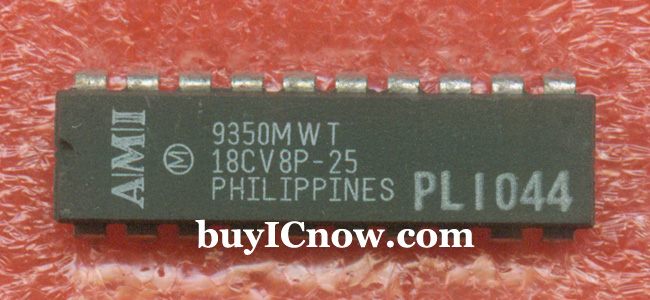 AMI
M
9350MWT
18CV8P-25
PHILIPPINES
PL1044
buyICnow.com